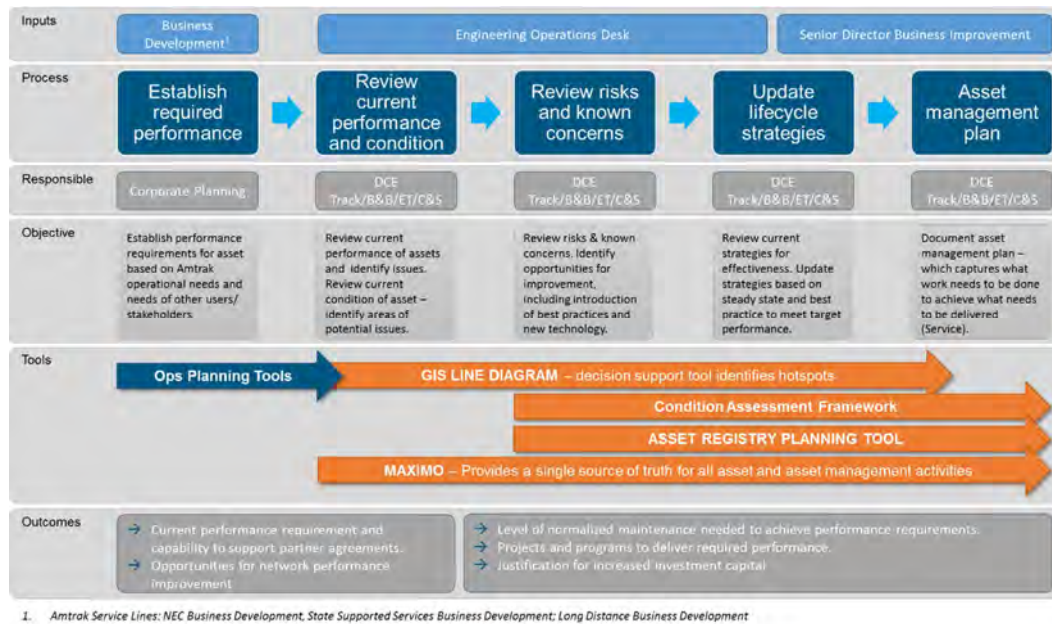 Inputs
Business
Development¹
Engineering Operations Desk
Senior Director Business Improvement
Process
Establish
required
performance
Review
current
performance
and condition
Review risks
and known
concerns
Update
lifecycle
strategies
Asset
management
plan
Responsible
Corporate Planning
DCE
Track/B&B/ET/C&S
DCE
Track/B&B/ET/C&S
DCE
Track/B&B/ET/C&S
DCE
Track/B&B/ET/C&S
Objective
Establish performance
requirements for asset
based on Amtrak
operational needs and
needs of other users/
stakeholders
Review current
performance of assets
and identify issues.
Review current
condition of asset –
identify areas of
potential issues.
Review risks & known
concerns. Identify
opportunities for
improvement,
including introduction
of best practices and
new technology.
Review current
strategies for
effectiveness. Update
strategies based on
steady state and best
practice to meet target
performance.
Document asset
management plan –
which captures what
work needs to be done
to achieve what needs
to be delivered
(Service).
Tools
Ops Planning Tools
GIS LINE DIAGRAM – decision support tool identifies hotspots
Condition Assessment Framework
ASSET REGISTRY PLANNING TOOL
MAXIMO – Provides a single source of truth for all asset and asset management activities
Outcomes
→ Current performance requirement and
capability to support partner agreements.
→ Opportunities for network performance
improvement
→ Level of normalized maintenance needed to achieve performance requirements.
→ Projects and programs to deliver required performance.
→ Justification for increased investment capital
1. Amtrak Service Lines: NEC Business Development, State Supported Services Business Development; Long Distance Business Development